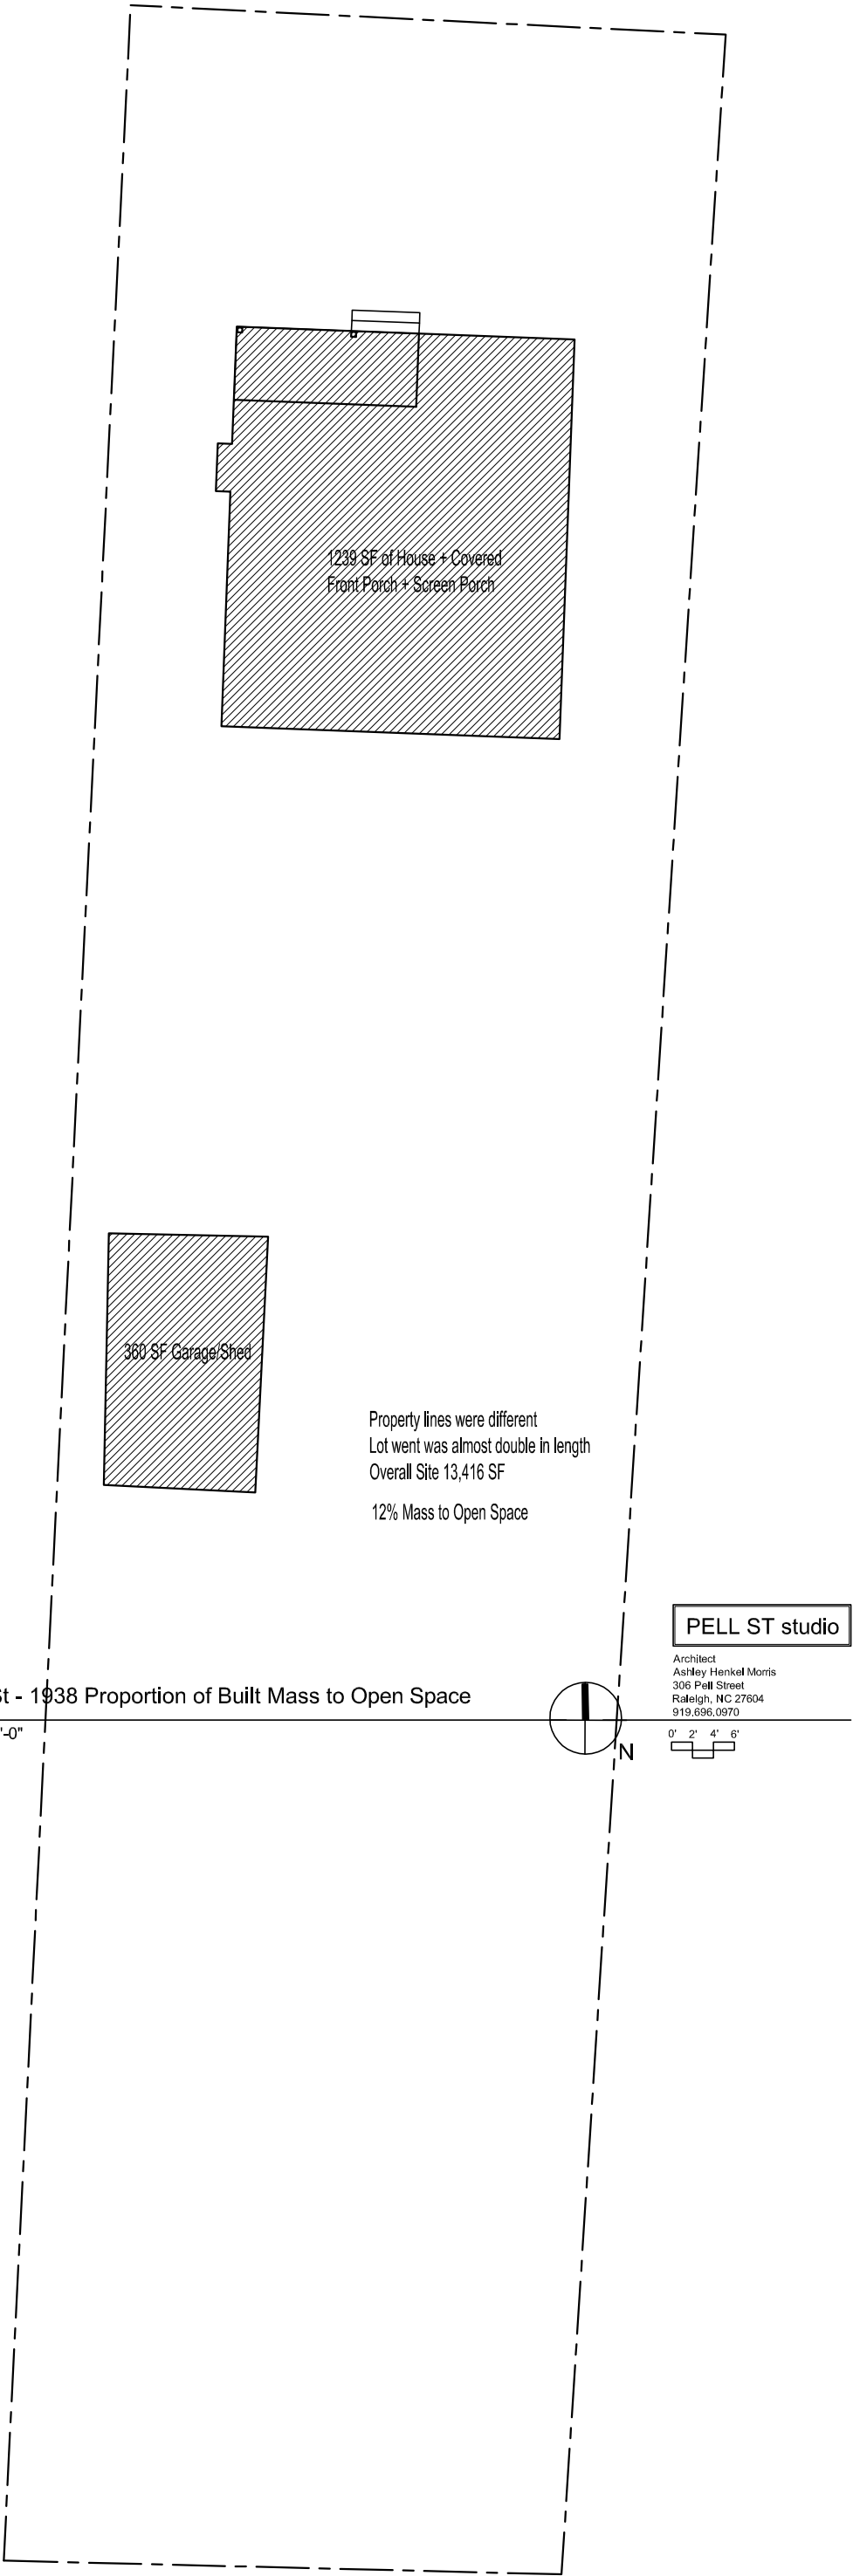 1239 SF of House + Covered
Front Porch + Screen Porch
360 SF Garage/Shed
Property lines were different
Lot went was almost double in length
Overall Site 13,416 SF
12% Mass to Open Space
PELL ST studio
Architect
Ashley Henkel Morris
306 Pell Street
Raleigh, NC 27604
919.696.0970
St - 1938 Proportion of Built Mass to Open Space
'-0"
N
0' 2' 4' 6'